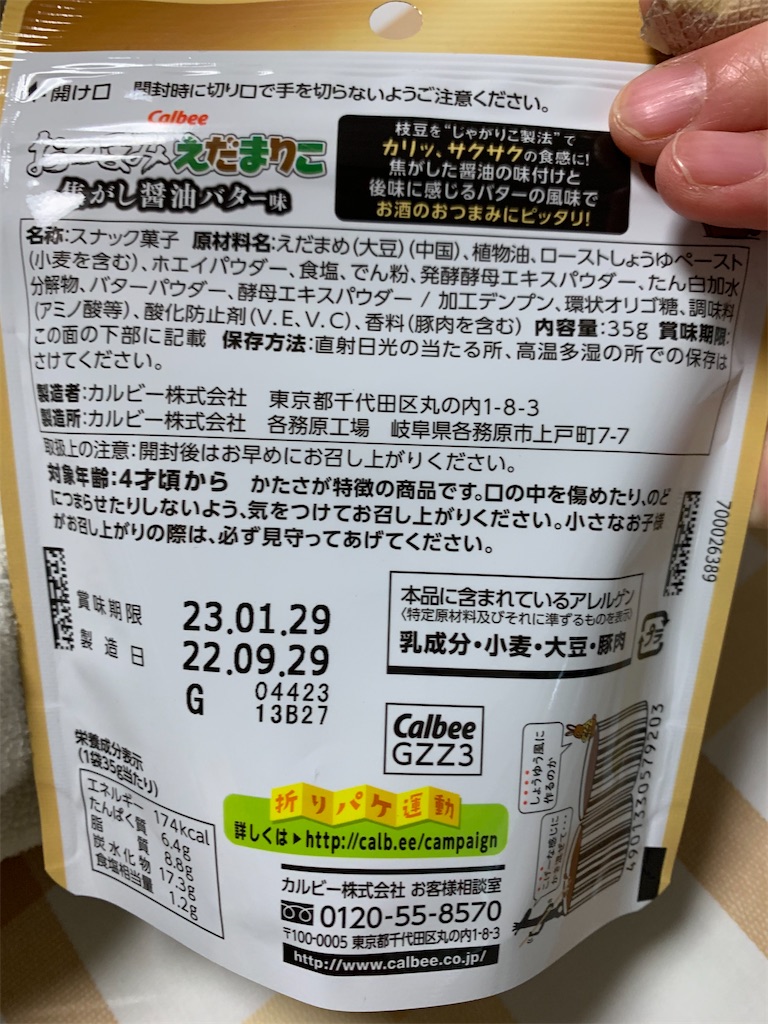 開け口 開封時に切り口で手を切らないようご注意ください。
Calbee
おつまみえだまりこ
焦がし醤油バター味
枝豆を"じゃがりこ製法"で
カリッ、サクサクの食感に!
焦がした醤油の味付けと
後味に感じるバターの風味で
お酒のおつまみにピッタリ!
名称:スナック菓子 原材料名:えだまめ(大豆)(中国)、植物油、ローストしょうゆペースト
(小麦を含む)、ホエイパウダー、食塩、でん粉、発酵酵母エキスパウダー、たん白加水
分解物、バターパウダー、酵母エキスパウダー / 加工デンプン、環状オリゴ糖、調味料
(アミノ酸等)、酸化防止剤(V.E、V.C)、香料(豚肉を含む) 内容量:35g 賞味期限:
この面の下部に記載 保存方法:直射日光の当たる所、高温多湿の所での保存は
さけてください。
製造者:カルビー株式会社 東京都千代田区丸の内1-8-3
製造所:カルビー株式会社 各務原工場 岐阜県各務原市上戸町7-7
取扱上の注意:開封後はお早めにお召し上がりください。
対象年齢:4才頃から かたさが特徴の商品です。口の中を傷めたり、のど
につまらせたりしないよう、気をつけてお召し上がりください。小さなお子様
がお召し上がりの際は、必ず見守ってあげてください。
700026389
賞味期限 23.01.29
製造日 22.09.29
G 04423
13B27
本品に含まれているアレルゲン
(特定原材料及びそれに準ずるものを表示)
乳成分・小麦・大豆・豚肉
プラ
Calbee
GZZ3
しょうゆう風に
作るのか
4901330579203
栄養成分表示
(1袋35g当たり)
エネルギー 174kcal
たんぱく質 6.4g
脂質 8.8g
炭水化物 17.3g
食塩相当量 1.2g
折りパケ運動
詳しくは▶http://calb.ee/campaign
カルビー株式会社 お客様相談室
0120-55-8570
〒100-0005 東京都千代田区丸の内1-8-3
http://www.calbee.co.jp/